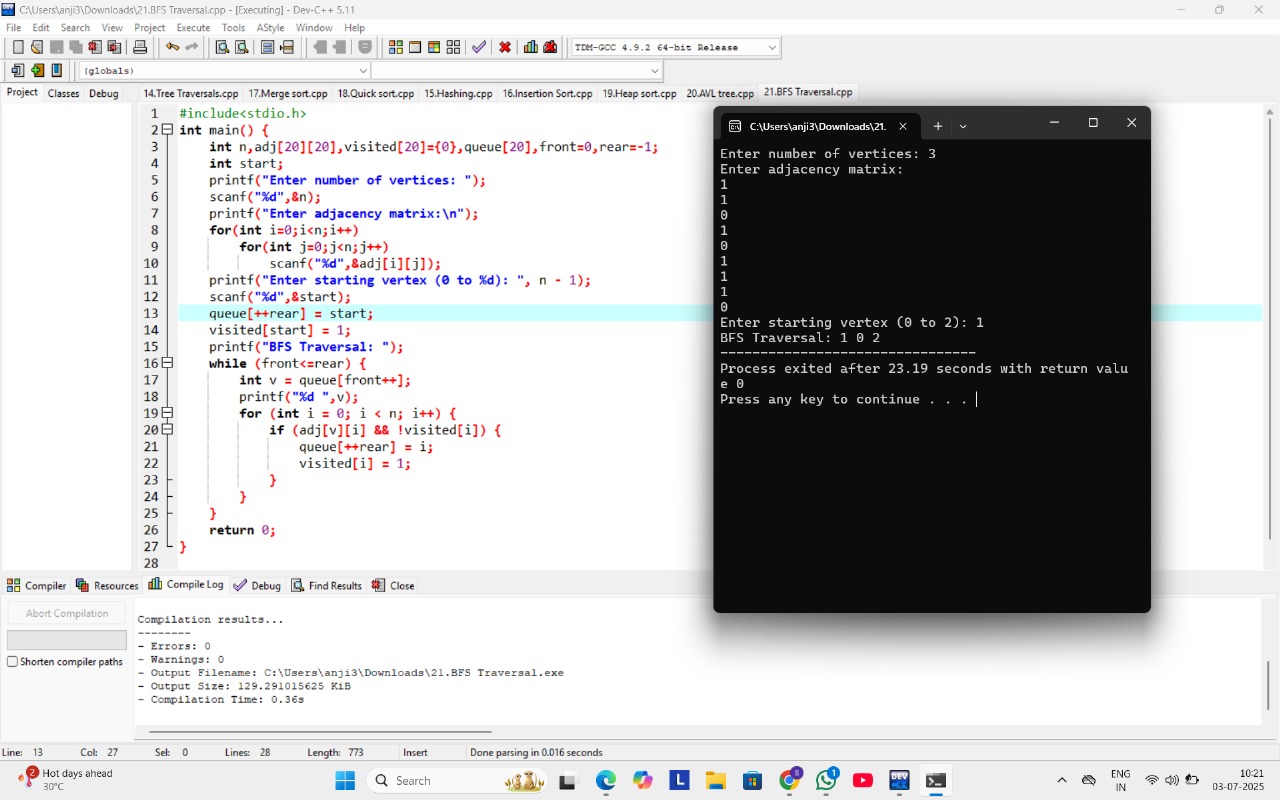 C:\Users\anji3\Downloads\21.BFS Traversal.cpp - [Executing] - Dev-C++ 5.11
File Edit Search View Project Execute Tools AStyle Window Help
TDM-GCC 4.9.2 64-bit Release
(globals)
Project Classes Debug
14.Tree Traversals.cpp 17.Merge sort.cpp 18.Quick sort.cpp 15.Hashing.cpp 16.Insertion Sort.cpp 19.Heap sort.cpp 20.AVL tree.cpp 21.BFS Traversal.cpp
1 #include<stdio.h>
2 int main() {
3 int n,adj[20][20],visited[20]={0},queue[20],front=0,rear=-1;
4 int start;
5 printf("Enter number of vertices: ");
6 scanf("%d",&n);
7 printf("Enter adjacency matrix:\n");
8 for(int i=0;i<n;i++)
9 for(int j=0;j<n;j++)
10 scanf("%d",&adj[i][j]);
11 printf("Enter starting vertex (0 to %d): ", n - 1);
12 scanf("%d",&start);
13 queue[++rear] = start;
14 visited[start] = 1;
15 printf("BFS Traversal: ");
16 while (front<=rear) {
17 int v = queue[front++];
18 printf("%d ",v);
19 for (int i = 0; i < n; i++) {
20 if (adj[v][i] && !visited[i]) {
21 queue[++rear] = i;
22 visited[i] = 1;
23 }
24 }
25 }
26 return 0;
27 }
28
C:\Users\anji3\Downloads\21.
Enter number of vertices: 3
Enter adjacency matrix:
1
1
0
1
0
1
1
1
0
Enter starting vertex (0 to 2): 1
BFS Traversal: 1 0 2
--------------------------------
Process exited after 23.19 seconds with return valu
e 0
Press any key to continue . . .
Compiler Resources Compile Log Debug Find Results Close
Abort Compilation
Shorten compiler paths
Compilation results...
--------
- Errors: 0
- Warnings: 0
- Output Filename: C:\Users\anji3\Downloads\21.BFS Traversal.exe
- Output Size: 129.291015625 KiB
- Compilation Time: 0.36s
Line: 13 Col: 27 Sel: 0 Lines: 28 Length: 773 Insert Done parsing in 0.016 seconds
2 Hot days ahead
30°C
Search
L
S
1
DEV
ENG
IN
10:21
03-07-2025